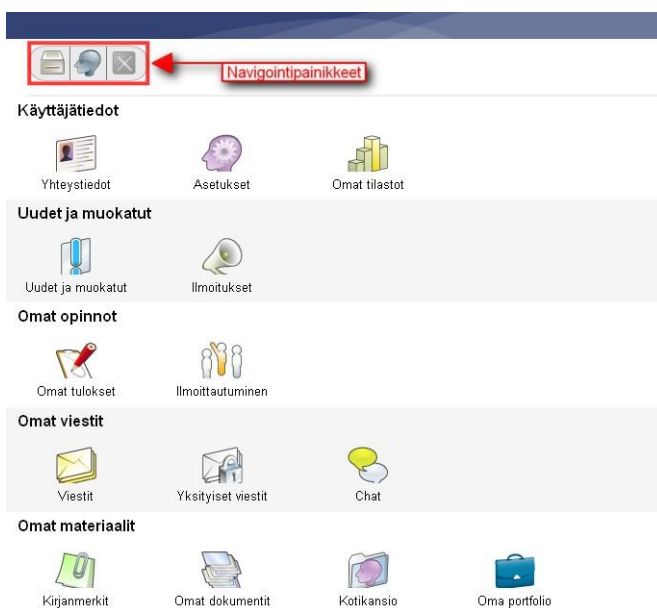 Navigointipainikkeet
Käyttäjätiedot
Yhteystiedot Asetukset Omat tilastot
Uudet ja muokatut
Uudet ja muokatut Ilmoitukset
Omat opinnot
Omat tulokset Ilmoittautuminen
Omat viestit
Viestit Yksityiset viestit Chat
Omat materiaalit
Kirjanmerkit Omat dokumentit Kotikansio Oma portfolio